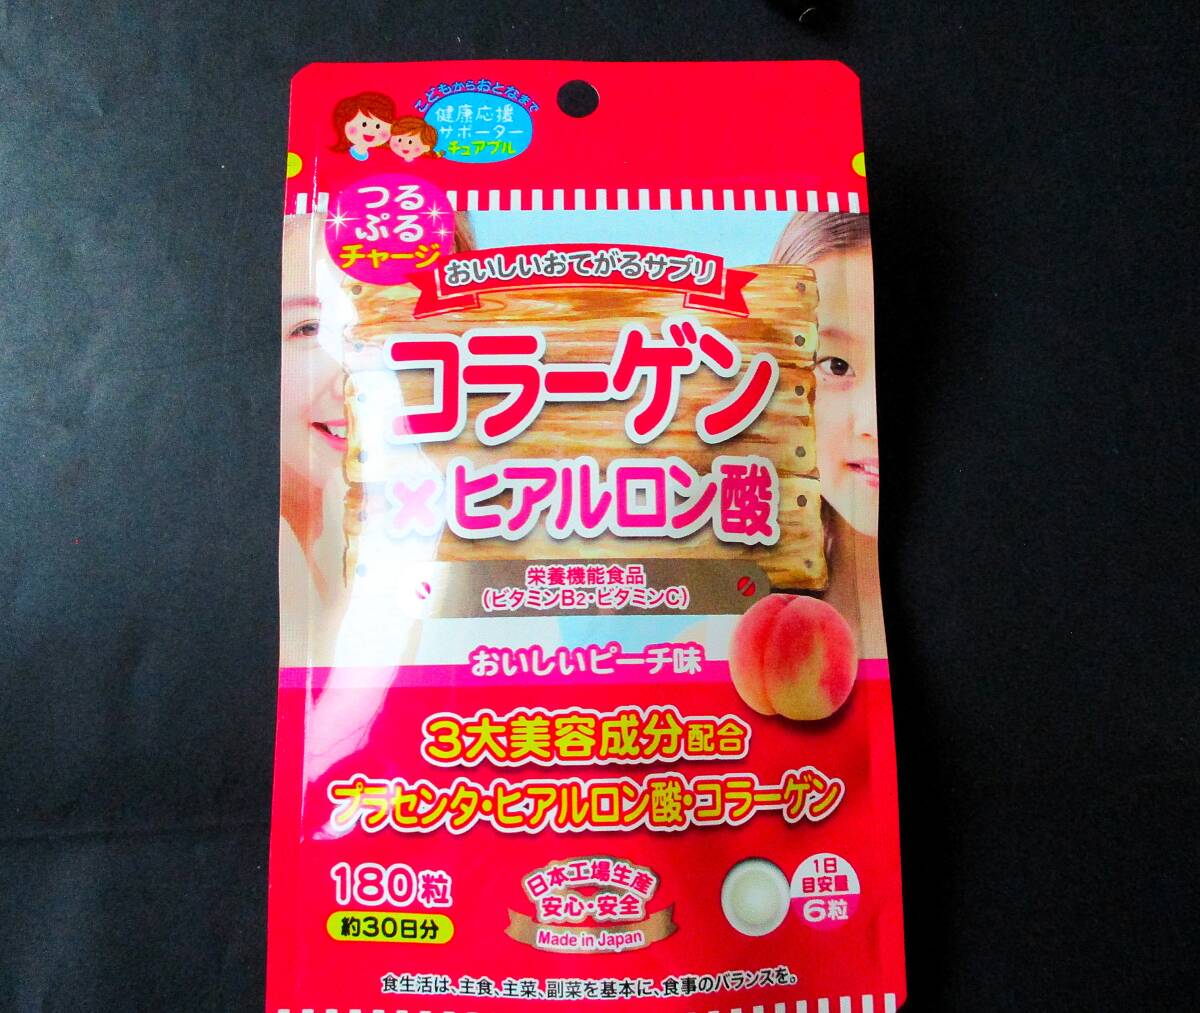 こどもからおとなまで
健康応援
サポーター
チュアブル
つる
ぷる
チャージ
おいしいおてがるサプリ
コラーゲン
×ヒアルロン酸
栄養機能食品
(ビタミンB2・ビタミンC)
おいしいピーチ味
3大美容成分配合
プラセンタ・ヒアルロン酸・コラーゲン
180粒
約30日分
日本工場生産
安心・安全
Made in Japan
1日
目安量
6粒
食生活は、主食、主菜、副菜を基本に、食事のバランスを。